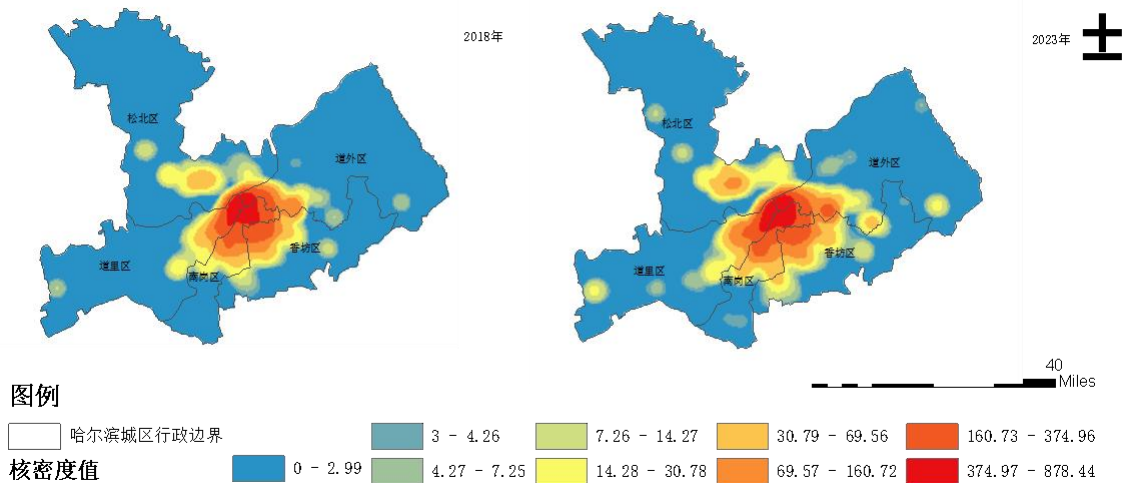 2018年
2023年
松北区
道外区
道里区
南岗区
香坊区
松北区
道外区
道里区
南岗区
香坊区
40
Miles
图例
哈尔滨城区行政边界
核密度值
0 - 2.99
3 - 4.26
4.27 - 7.25
7.26 - 14.27
14.28 - 30.78
30.79 - 69.56
69.57 - 160.72
160.73 - 374.96
374.97 - 878.44